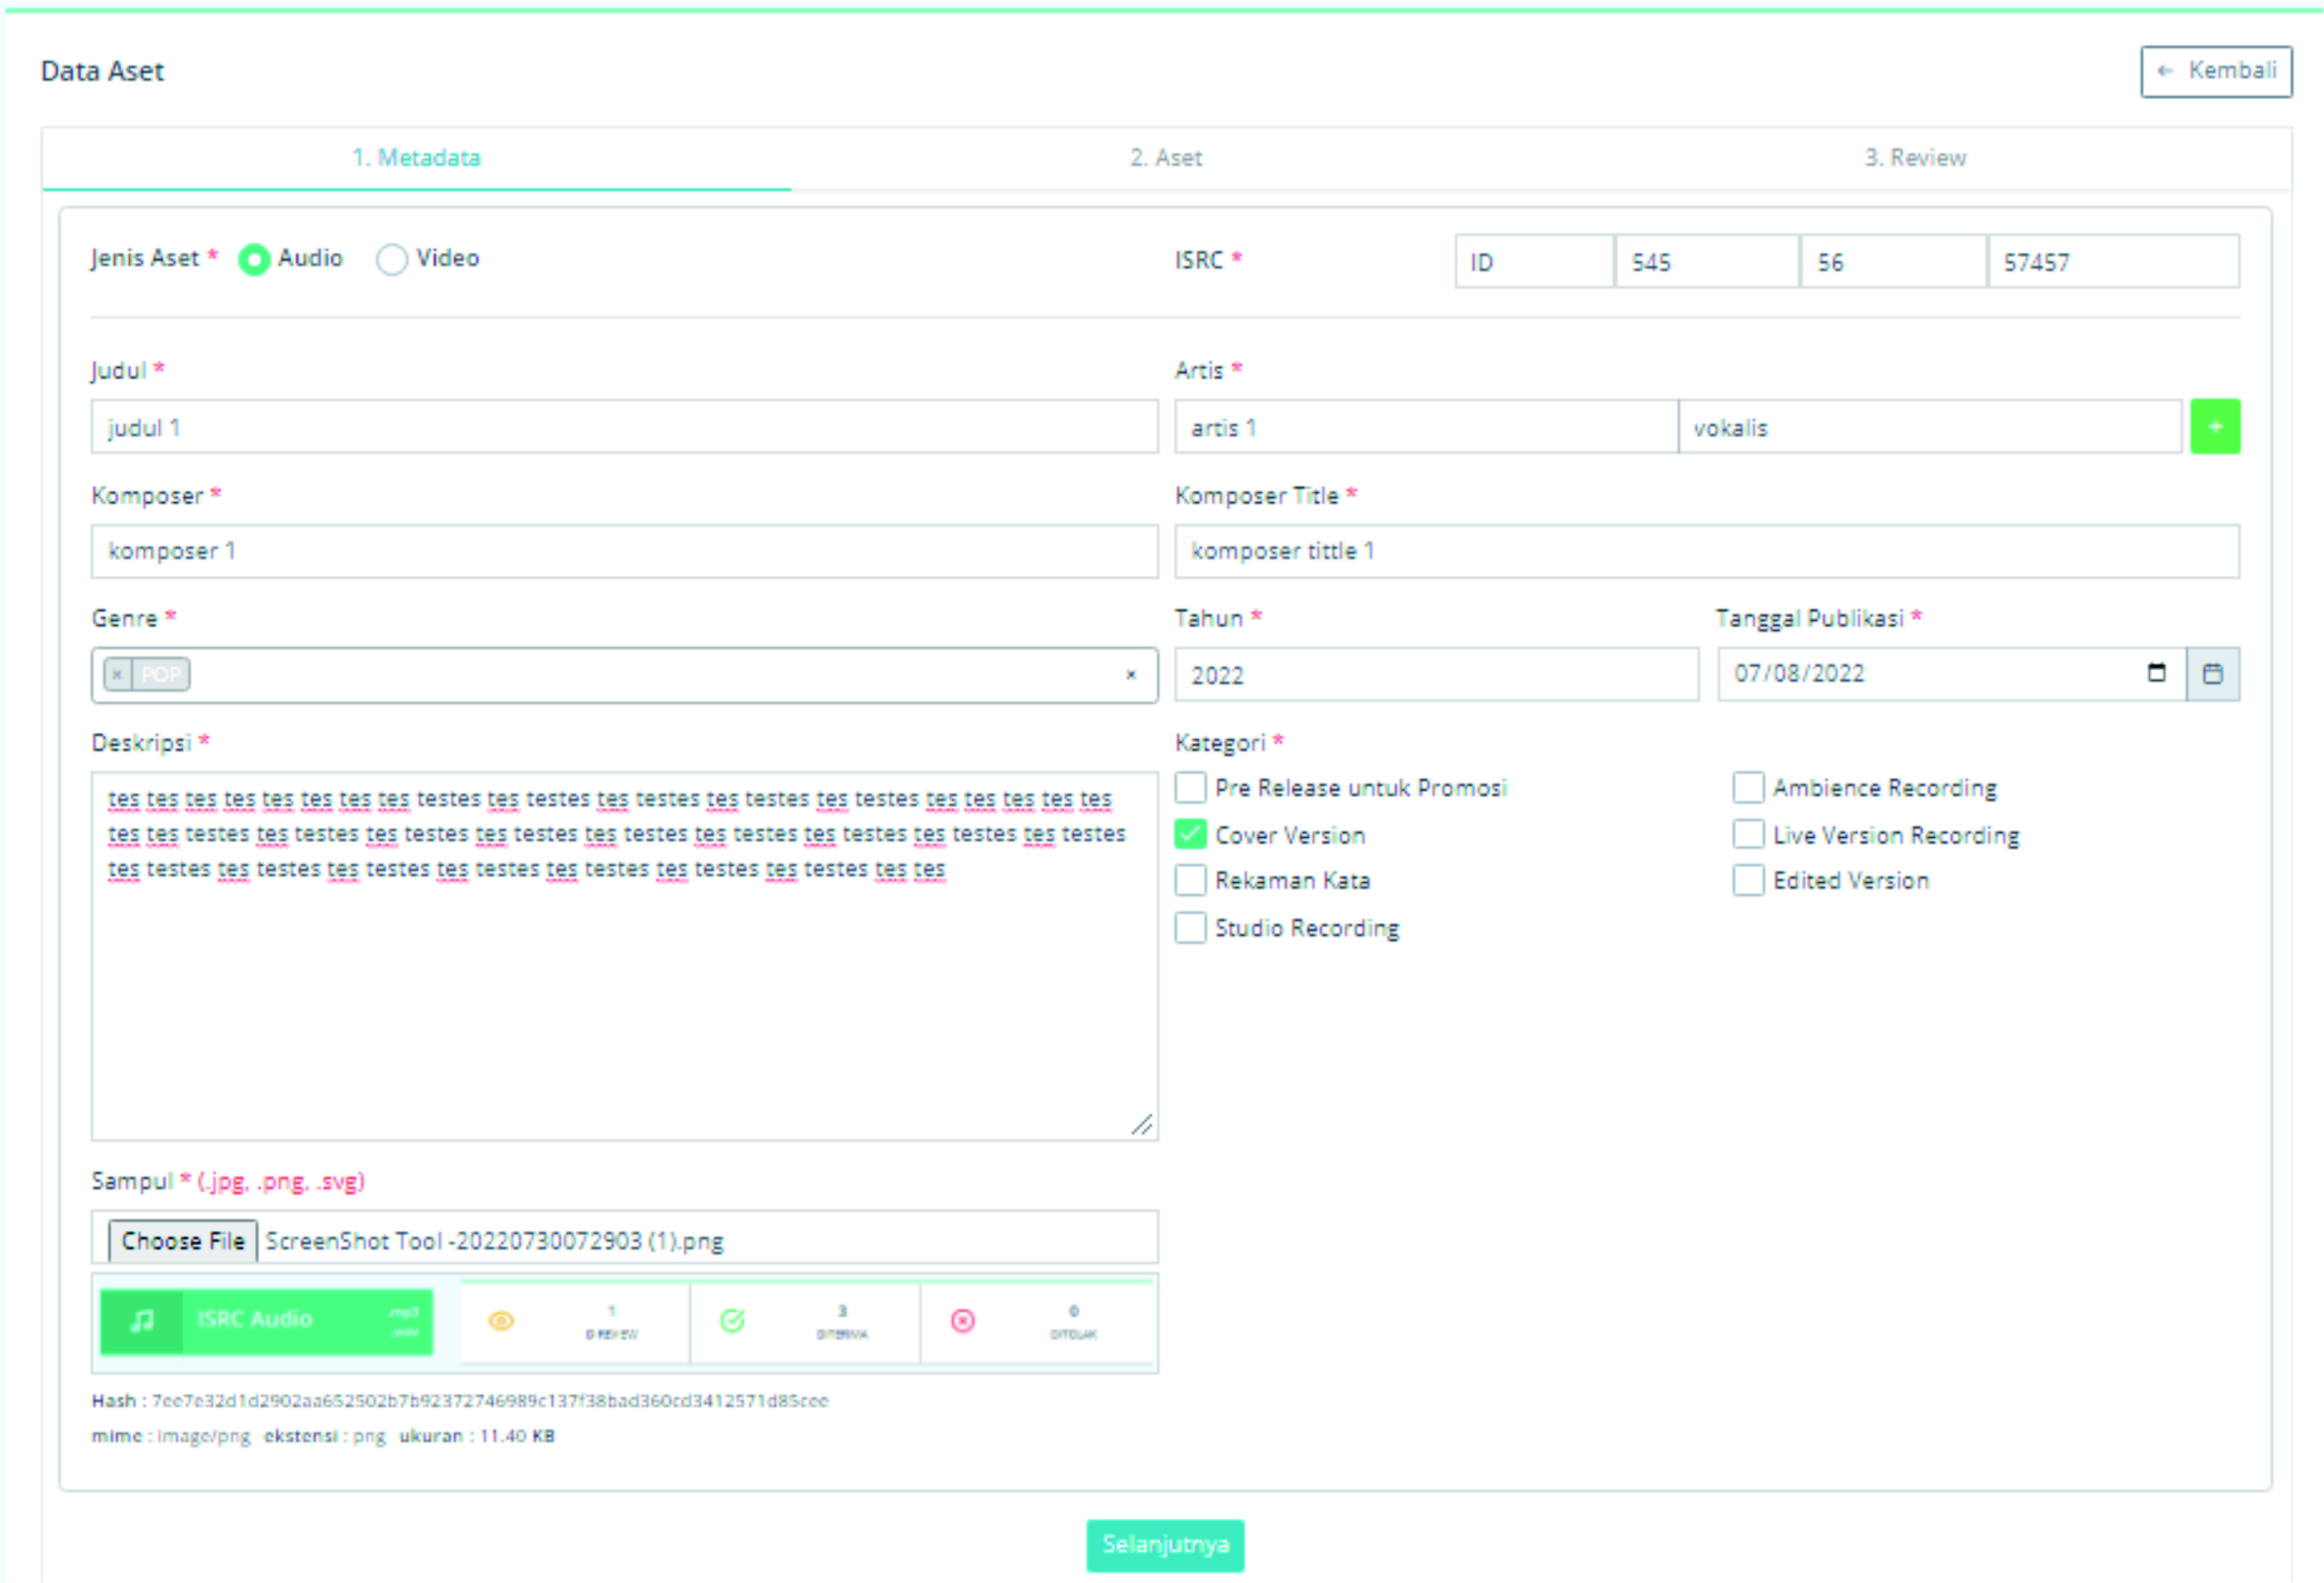 Data Aset
← Kembali
1. Metadata 2. Aset 3. Review
Jenis Aset * Audio Video ISRC * ID 545 56 57457
Judul * Artis *
judul 1 artis 1 vokalis +
Komposer * Komposer Title *
komposer 1 komposer tittle 1
Genre * Tahun * Tanggal Publikasi *
× POP × 2022 07/08/2022
Deskripsi * Kategori *
tes tes tes tes tes tes tes tes testes tes testes tes testes tes testes tes testes tes tes tes tes tes
tes tes testes tes testes tes testes tes testes tes testes tes testes tes testes tes testes tes testes
tes testes tes testes tes testes tes testes tes testes tes testes tes testes tes tes
Pre Release untuk Promosi Ambience Recording
Cover Version Live Version Recording
Rekaman Kata Edited Version
Studio Recording
Sampul * (.jpg, .png, .svg)
Choose File ScreenShot Tool -20220730072903 (1).png
ISRC Audio .mp3 1 3 0
.wav DITERIMA DITOLAK
Hash : 7ee7e32d1d2902aa652502b7b92372746989c137f38bad360cd3412571d85cee
mime : image/png ekstensi : png ukuran : 11.40 KB
Selanjutnya